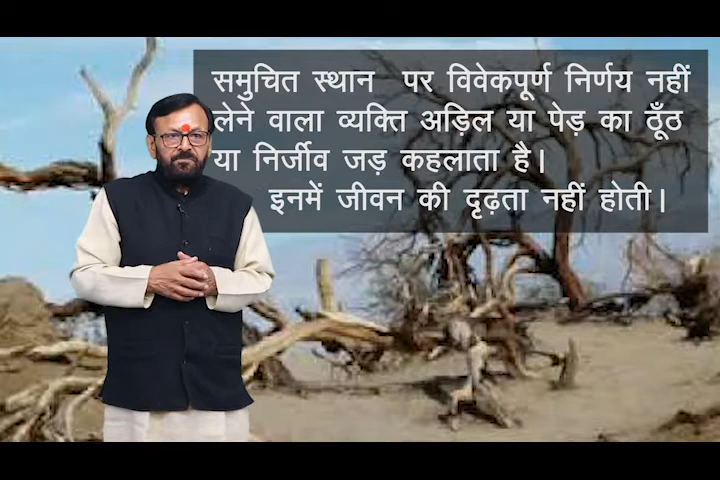 समुचित स्थान पर विवेकपूर्ण निर्णय नहीं
लेने वाला व्यक्ति अड़िल या पेड़ का ठूँठ
या निर्जीव जड़ कहलाता है।
इनमें जीवन की दृढ़ता नहीं होती।